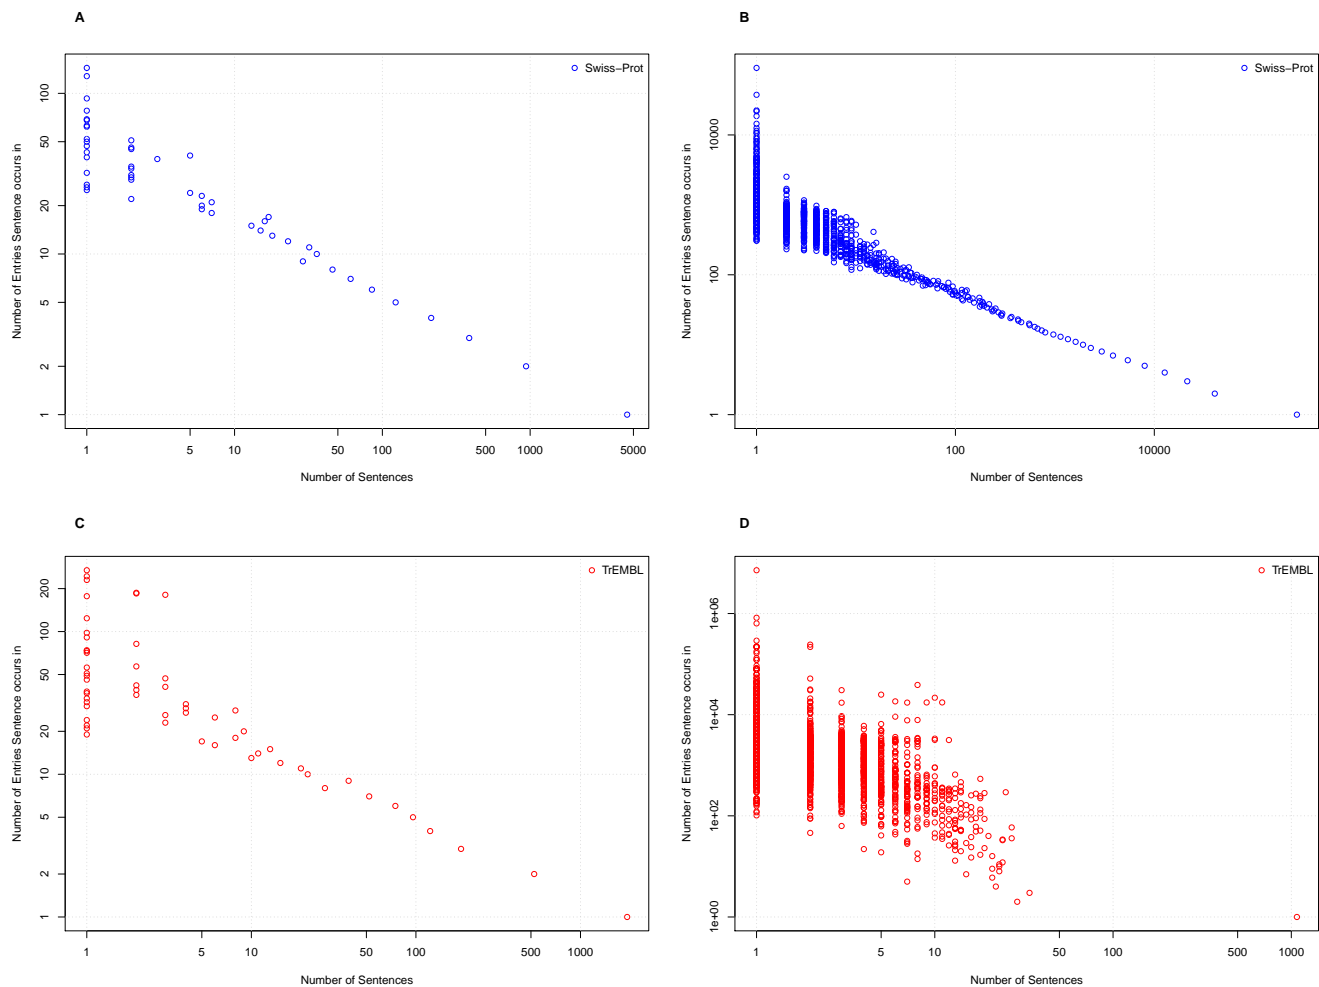 A
Swiss−Prot
Number of Entries Sentence occurs in
100
50
20
10
5
2
1
1 5 10 50 100 500 1000 5000
Number of Sentences
B
Swiss−Prot
Number of Entries Sentence occurs in
10000
100
1
1 100 10000
Number of Sentences
C
TrEMBL
Number of Entries Sentence occurs in
200
100
50
20
10
5
2
1
1 5 10 50 100 500 1000
Number of Sentences
D
TrEMBL
Number of Entries Sentence occurs in
1e+06
1e+04
1e+02
1e+00
1 5 10 50 100 500 1000
Number of Sentences